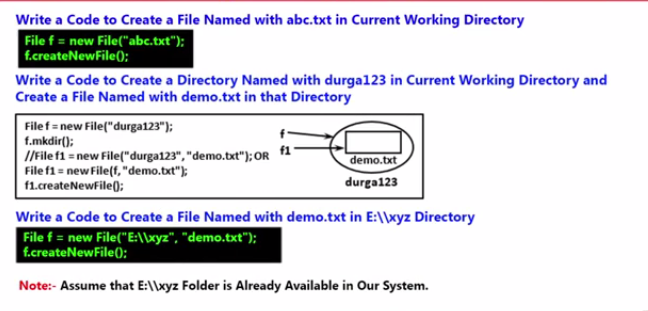 Write a Code to Create a File Named with abc.txt in Current Working Directory
File f = new File("abc.txt");
f.createNewFile();
Write a Code to Create a Directory Named with durga123 in Current Working Directory and
Create a File Named with demo.txt in that Directory
File f = new File("durga123");
f.mkdir();
//File f1 = new File("durga123", "demo.txt"); OR
File f1 = new File(f, "demo.txt");
f1.createNewFile();
f
f1
demo.txt
durga123
Write a Code to Create a File Named with demo.txt in E:\\xyz Directory
File f = new File("E:\\xyz", "demo.txt");
f.createNewFile();
Note:- Assume that E:\\xyz Folder is Already Available in Our System.